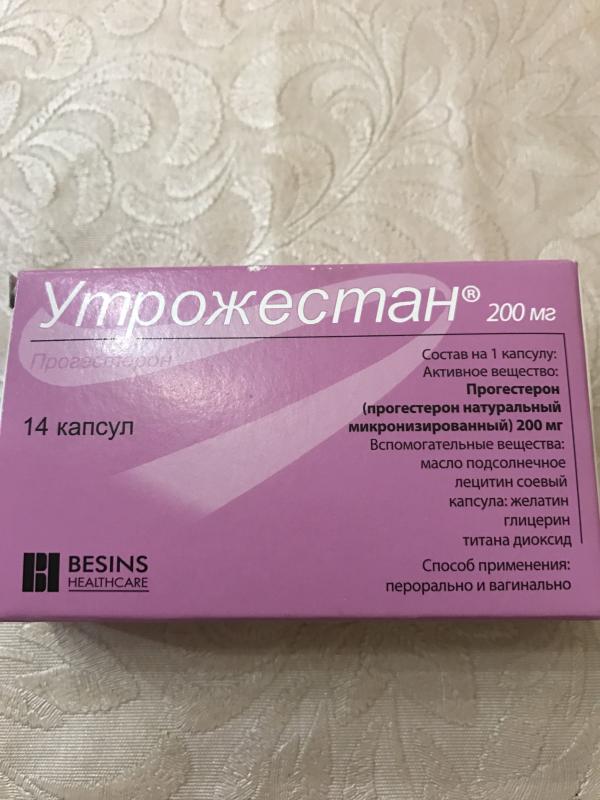 Утрожестан® 200 мг
Прогестерон
14 капсул
Состав на 1 капсулу:
Активное вещество:
Прогестерон
(прогестерон натуральный
микронизированный) 200 мг
Вспомогательные вещества:
масло подсолнечное
лецитин соевый
капсула: желатин
глицерин
титана диоксид
Способ применения:
перорально и вагинально
BESINS
HEALTHCARE